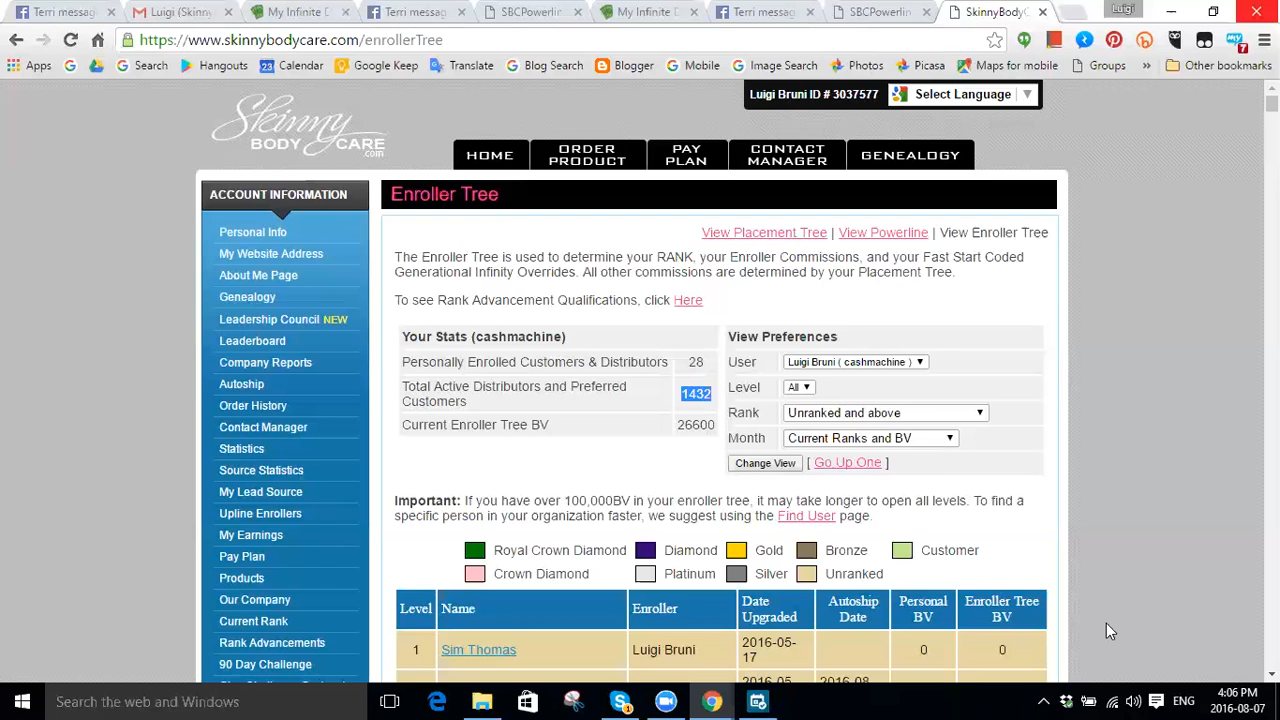 Terri messag
Luigi (Skinny
My Infinite D
Terri messag
SBCPowerlin
My Infinite D
Terri messag
SBCPowerlin
SkinnyBodyC
Luigi
https://www.skinnybodycare.com/enrollerTree
Apps Search Hangouts 23 Calendar Google Keep Translate Blog Search Blogger Mobile Image Search Photos Picasa Maps for mobile Groups » Other bookmarks
7
Luigi Bruni ID # 3037577 Select Language ▼
Skinny
BODY CARE
.com
HOME
ORDER
PRODUCT
PAY
PLAN
CONTACT
MANAGER
GENEALOGY
ACCOUNT INFORMATION
Personal Info
My Website Address
About Me Page
Genealogy
Leadership Council NEW
Leaderboard
Company Reports
Autoship
Order History
Contact Manager
Statistics
Source Statistics
My Lead Source
Upline Enrollers
My Earnings
Pay Plan
Products
Our Company
Current Rank
Rank Advancements
90 Day Challenge
Enroller Tree
View Placement Tree | View Powerline | View Enroller Tree
The Enroller Tree is used to determine your RANK, your Enroller Commissions, and your Fast Start Coded
Generational Infinity Overrides. All other commissions are determined by your Placement Tree.
To see Rank Advancement Qualifications, click Here
Your Stats (cashmachine)
Personally Enrolled Customers & Distributors 28
Total Active Distributors and Preferred
Customers 1432
Current Enroller Tree BV 26600
View Preferences
User Luigi Bruni ( cashmachine ) ▼
Level All ▼
Rank Unranked and above ▼
Month Current Ranks and BV ▼
Change View [ Go Up One ]
Important: If you have over 100,000BV in your enroller tree, it may take longer to open all levels. To find a
specific person in your organization faster, we suggest using the Find User page.
Royal Crown Diamond Diamond Gold Bronze Customer
Crown Diamond Platinum Silver Unranked
Level Name Enroller Date Upgraded Autoship Date Personal BV Enroller Tree BV
1 Sim Thomas Luigi Bruni 2016-05-17 0 0
Search the web and Windows
ENG
4:06 PM
2016-08-07